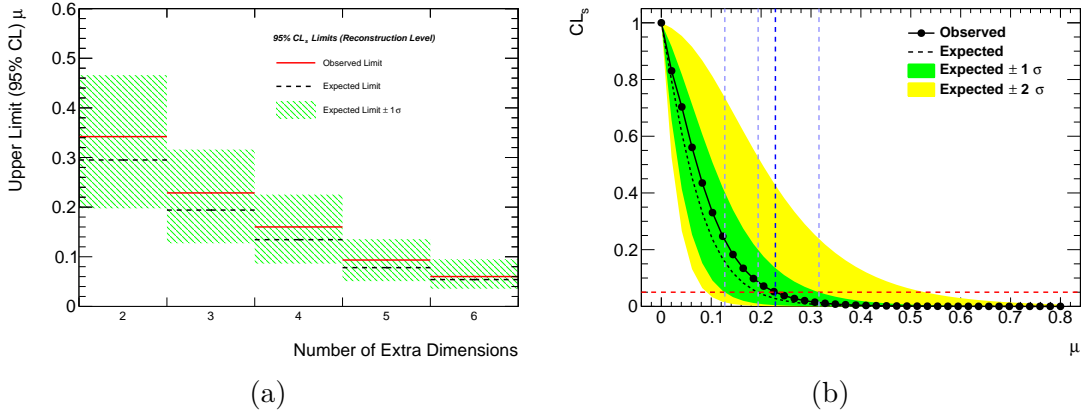 Upper Limit (95% CL) μ
0.6
0.5
0.4
0.3
0.2
0.1
0
95% CLₛ Limits (Reconstruction Level)
Observed Limit
Expected Limit
Expected Limit ± 1σ
2 3 4 5 6
Number of Extra Dimensions
(a)
CLₛ
1
0.8
0.6
0.4
0.2
0
Observed
Expected
Expected ± 1 σ
Expected ± 2 σ
0 0.1 0.2 0.3 0.4 0.5 0.6 0.7 0.8
μ
(b)